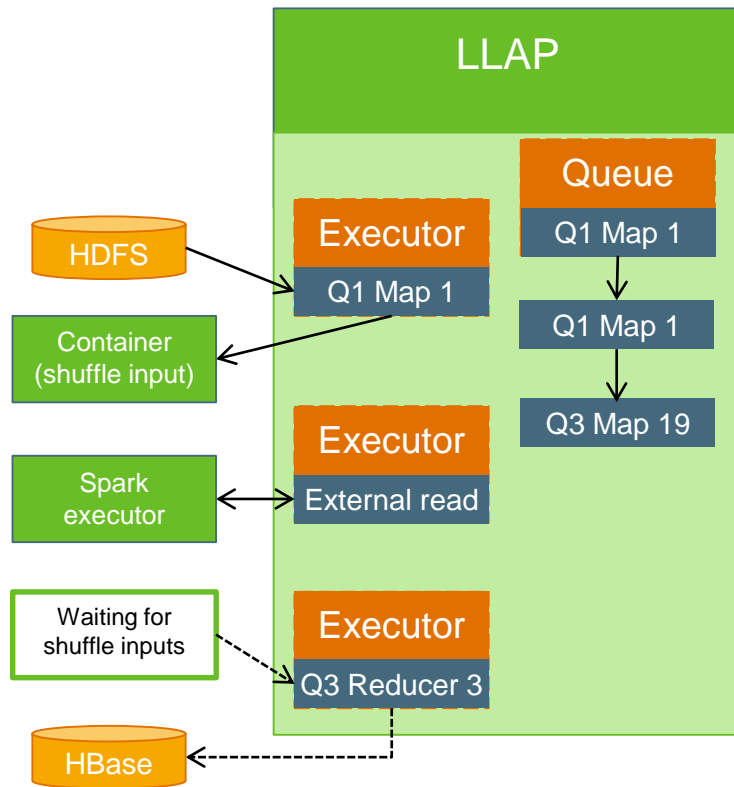 LLAP
Queue
Q1 Map 1
Q1 Map 1
Q3 Map 19
HDFS
Executor
Q1 Map 1
Container
(shuffle input)
Executor
External read
Spark
executor
Waiting for
shuffle inputs
Executor
Q3 Reducer 3
HBase